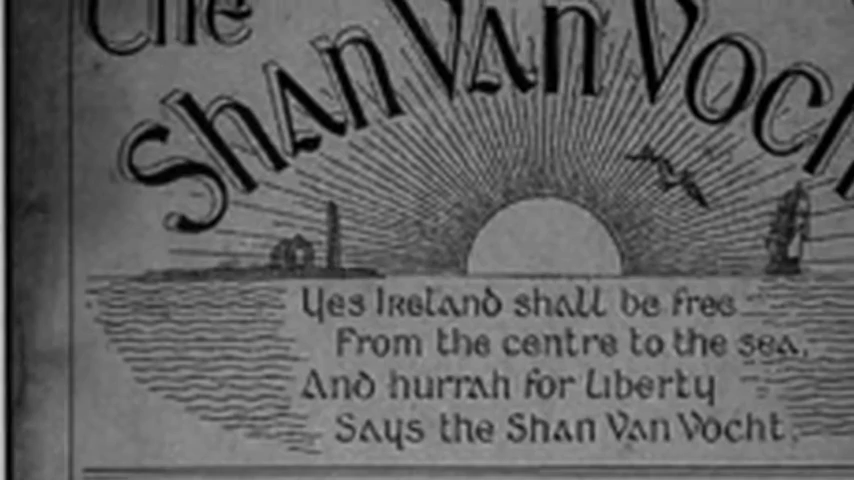 The
Shan Van Vocht
Yes Ireland shall be free
From the centre to the sea,
And hurrah for Liberty
Says the Shan Van Vocht.